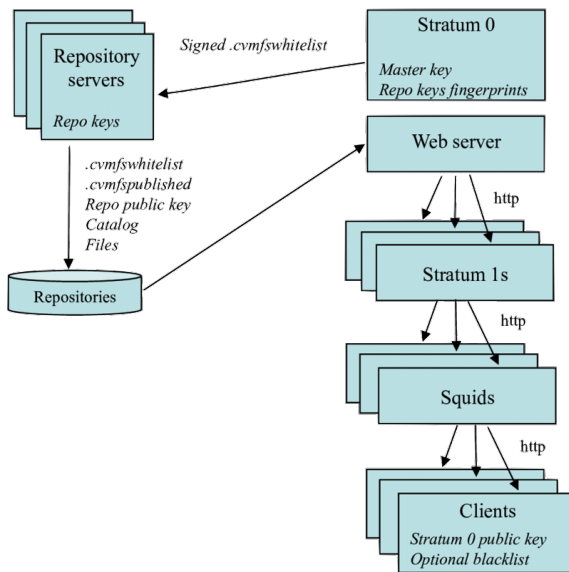 Signed .cvmfswhitelist
Stratum 0
Master key
Repo keys fingerprints
Repository
servers
Repo keys
Web server
.cvmfswhitelist
.cvmfspublished
Repo public key
Catalog
Files
http
Stratum 1s
Repositories
http
Squids
http
Clients
Stratum 0 public key
Optional blacklist